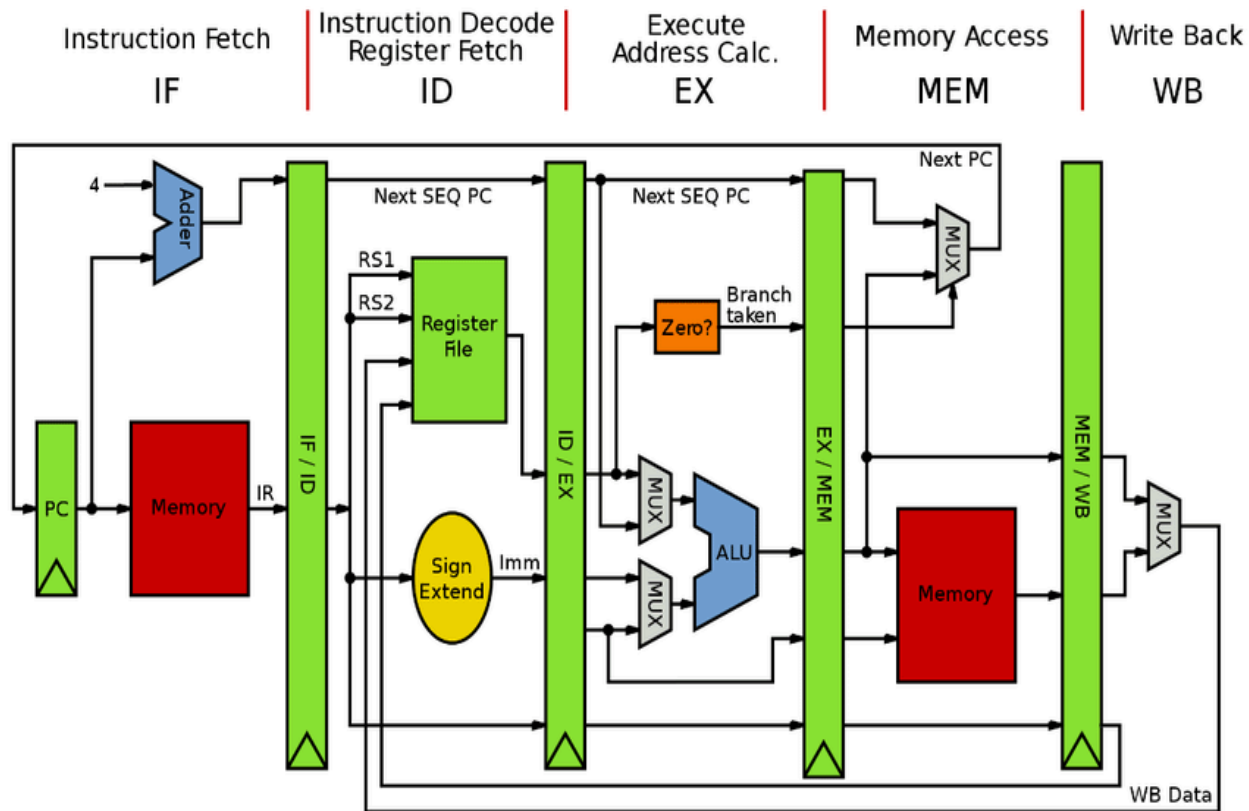 Instruction Fetch
IF
Instruction Decode
Register Fetch
ID
Execute
Address Calc.
EX
Memory Access
MEM
Write Back
WB
Next PC
4
Adder
Next SEQ PC
Next SEQ PC
MUX
RS1
RS2
Register
File
Branch
taken
Zero?
IF / ID
ID / EX
EX / MEM
MEM / WB
PC
Memory
IR
MUX
MUX
ALU
Sign
Extend
Imm
Memory
MUX
WB Data